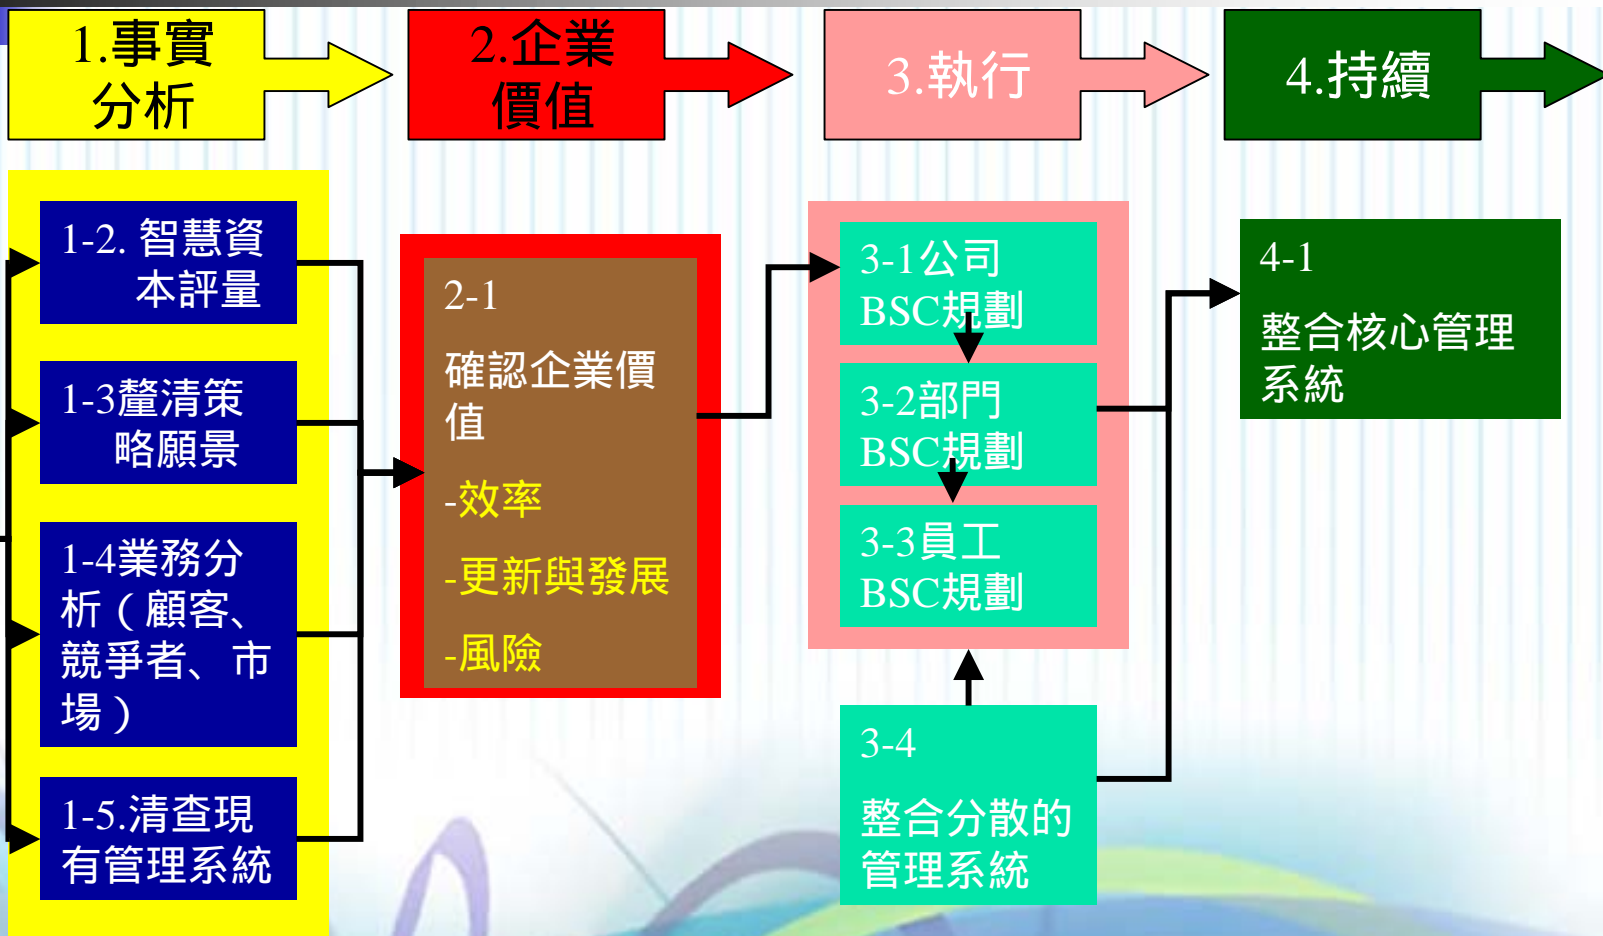 1.事實
分析
2.企業
價值
3.執行
4.持續
1-2. 智慧資
本評量
1-3釐清策
略願景
1-4業務分
析（顧客、
競爭者、市
場）
1-5.清查現
有管理系統
2-1
確認企業價
值
-效率
-更新與發展
-風險
3-1公司
BSC規劃
3-2部門
BSC規劃
3-3員工
BSC規劃
3-4
整合分散的
管理系統
4-1
整合核心管理
系統